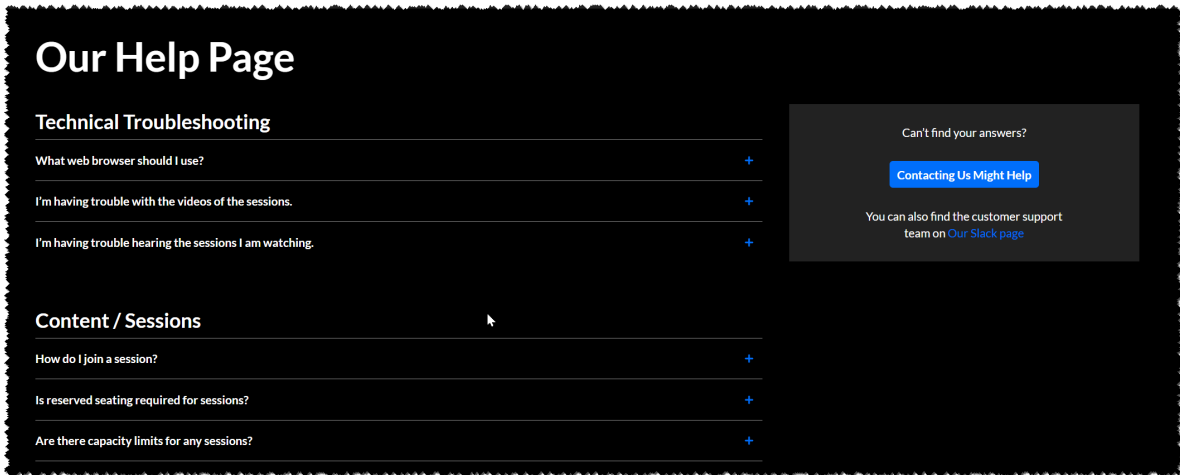 Our Help Page
Technical Troubleshooting
What web browser should I use?
+
I'm having trouble with the videos of the sessions.
+
I'm having trouble hearing the sessions I am watching.
+
Content / Sessions
How do I join a session?
+
Is reserved seating required for sessions?
+
Are there capacity limits for any sessions?
+
Can't find your answers?
Contacting Us Might Help
You can also find the customer support
team on Our Slack page